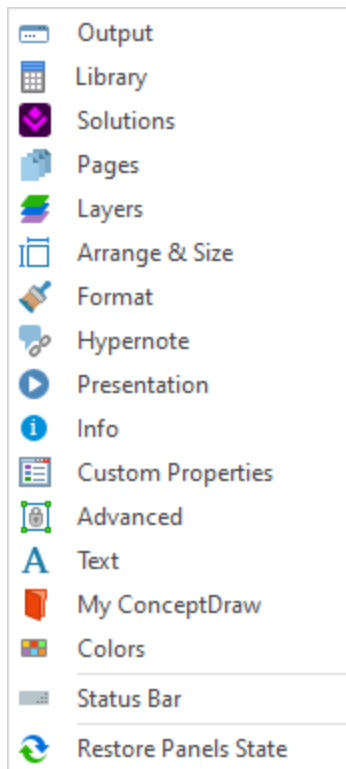 Output
Library
Solutions
Pages
Layers
Arrange & Size
Format
Hypernote
Presentation
Info
Custom Properties
Advanced
Text
My ConceptDraw
Colors
Status Bar
Restore Panels State